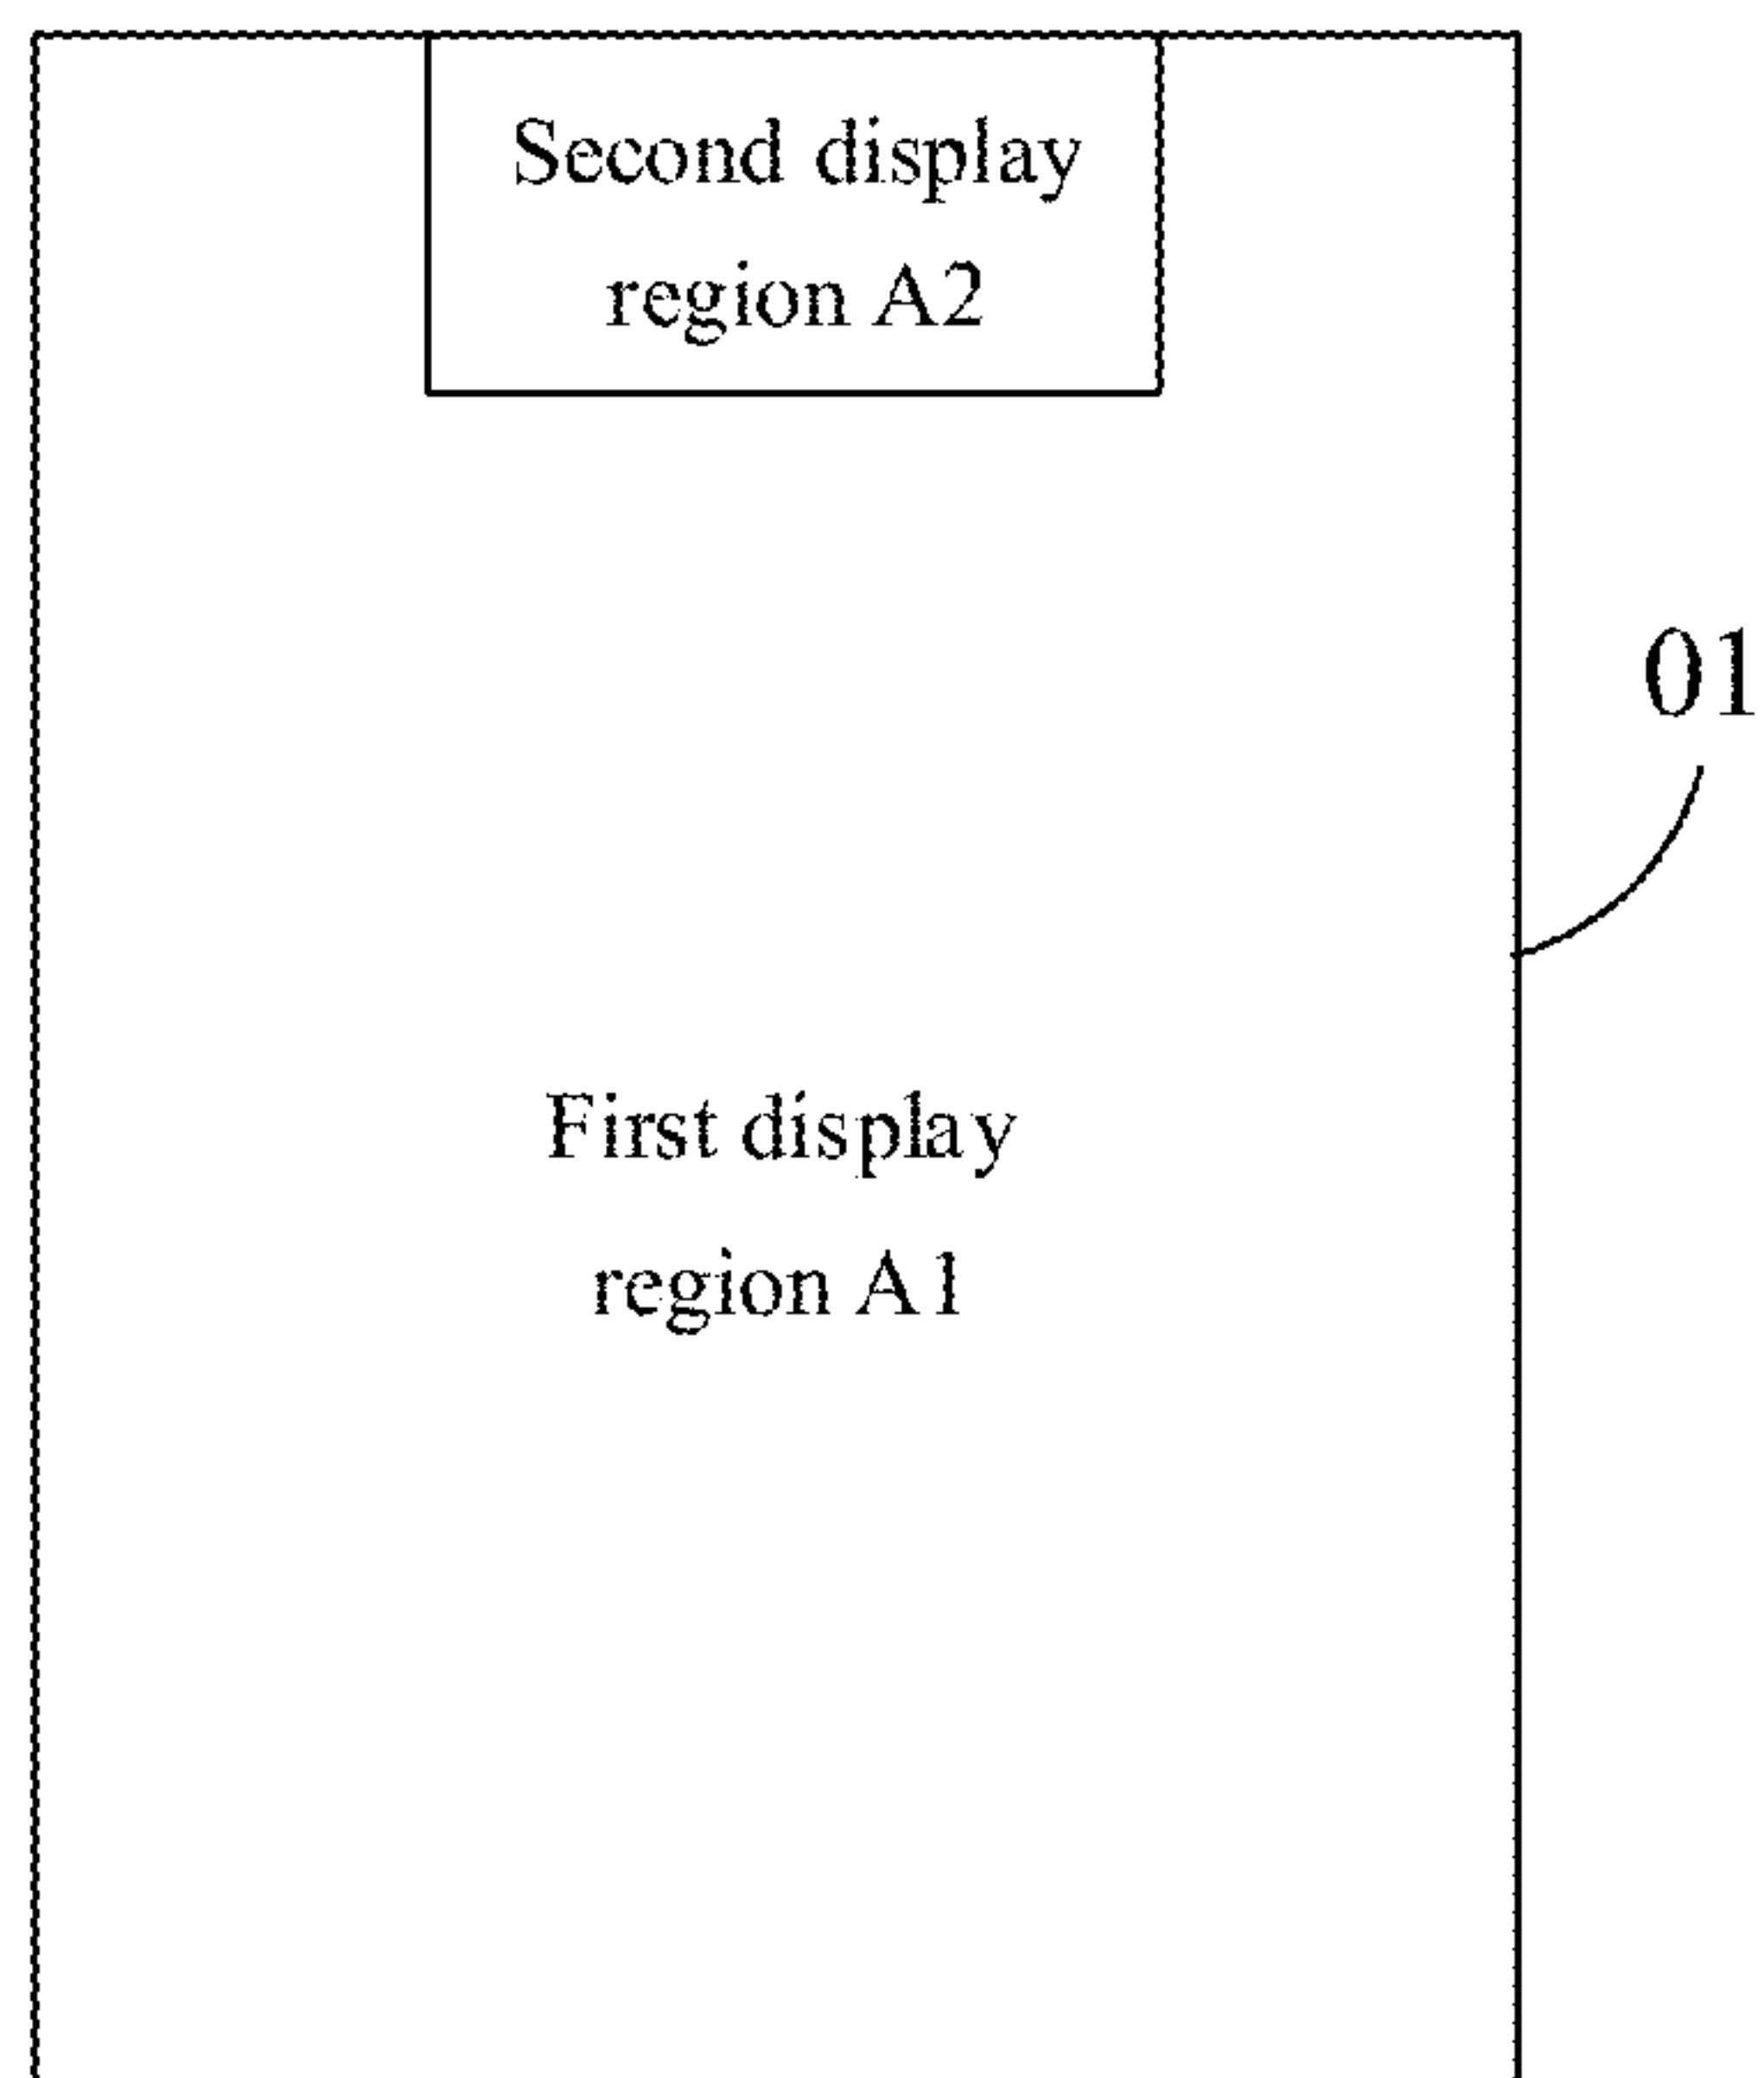 Second display
region A2
01
First display
region A1